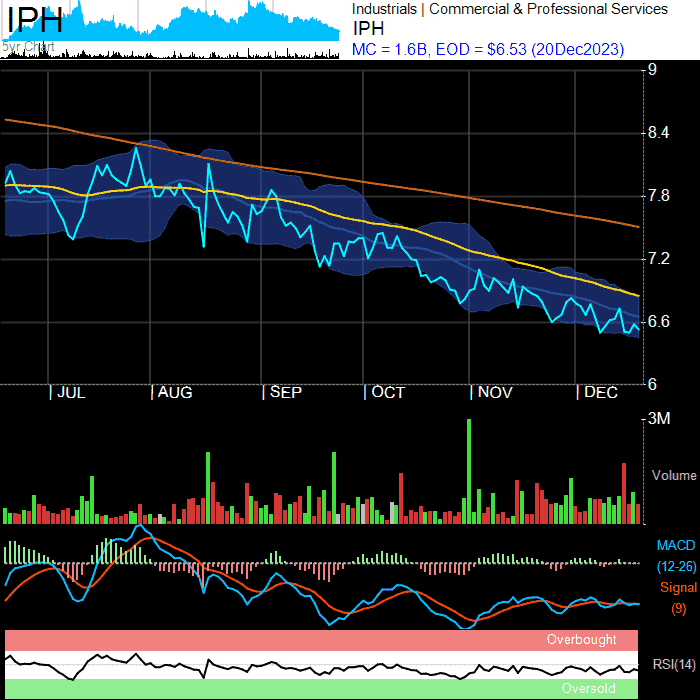 IPH
5yr Chart
Industrials | Commercial & Professional Services
IPH
MC = 1.6B, EOD = $6.53 (20Dec2023)
9
8.4
7.8
7.2
6.6
6
| JUL | AUG | SEP | OCT | NOV | DEC
3M
Volume
MACD
(12-26)
Signal
(9)
Overbought
RSI(14)
Oversold